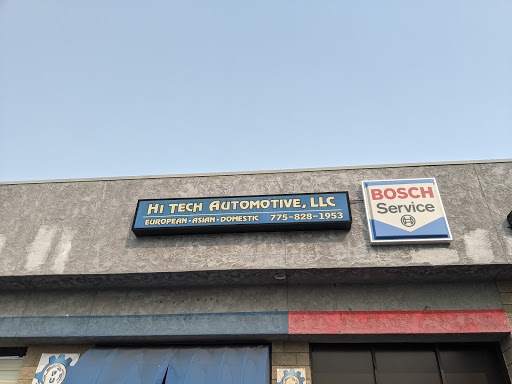 HI TECH AUTOMOTIVE, LLC
EUROPEAN - ASIAN - DOMESTIC 775-828-1953
BOSCH
Service